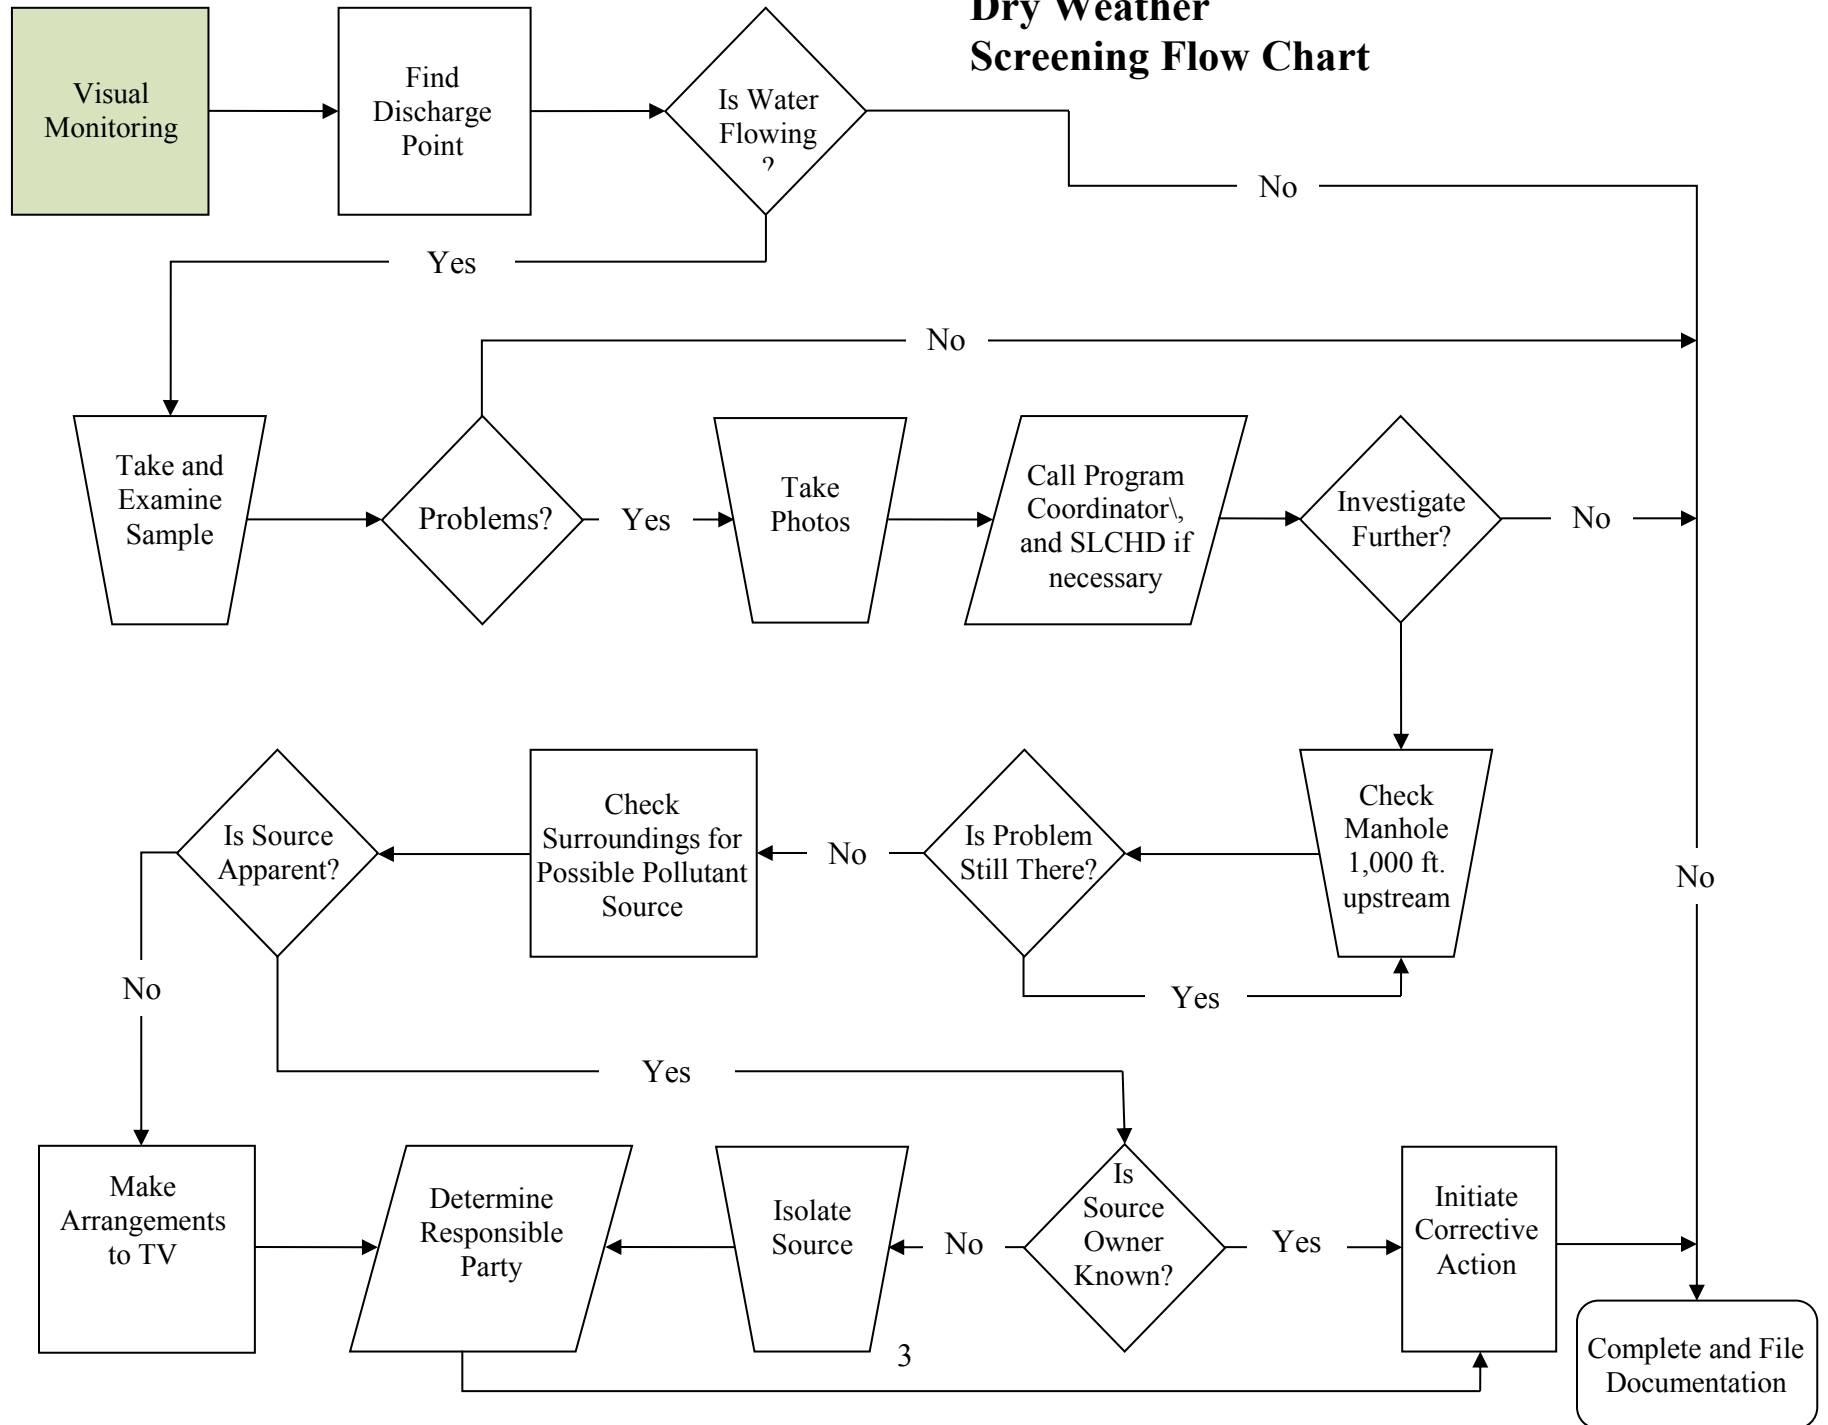 Dry Weather
Screening Flow Chart
Visual
Monitoring
Find
Discharge
Point
Is Water
Flowing
?
No
Yes
No
Take and
Examine
Sample
Problems?
Yes
Take
Photos
Call Program
Coordinator\,
and SLCHD if
necessary
Investigate
Further?
No
Is Source
Apparent?
Check
Surroundings for
Possible Pollutant
Source
No
Is Problem
Still There?
Check
Manhole
1,000 ft.
upstream
No
No
Yes
Yes
Make
Arrangements
to TV
Determine
Responsible
Party
Isolate
Source
No
Is
Source
Owner
Known?
Yes
Initiate
Corrective
Action
3
Complete and File
Documentation